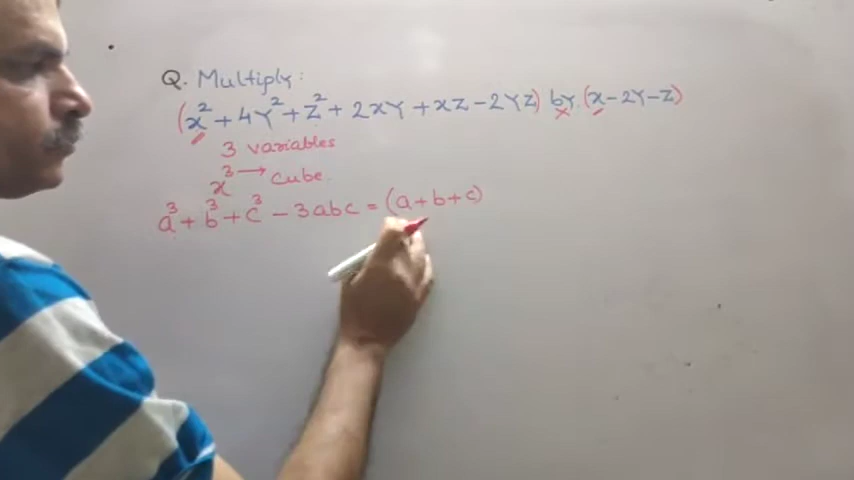 Q. Multiply:
(x² + 4Y² + Z² + 2xY + xZ - 2YZ) by (x - 2Y - Z)
3 variables
x³ → cube
a³ + b³ + c³ - 3abc = (a+b+c)